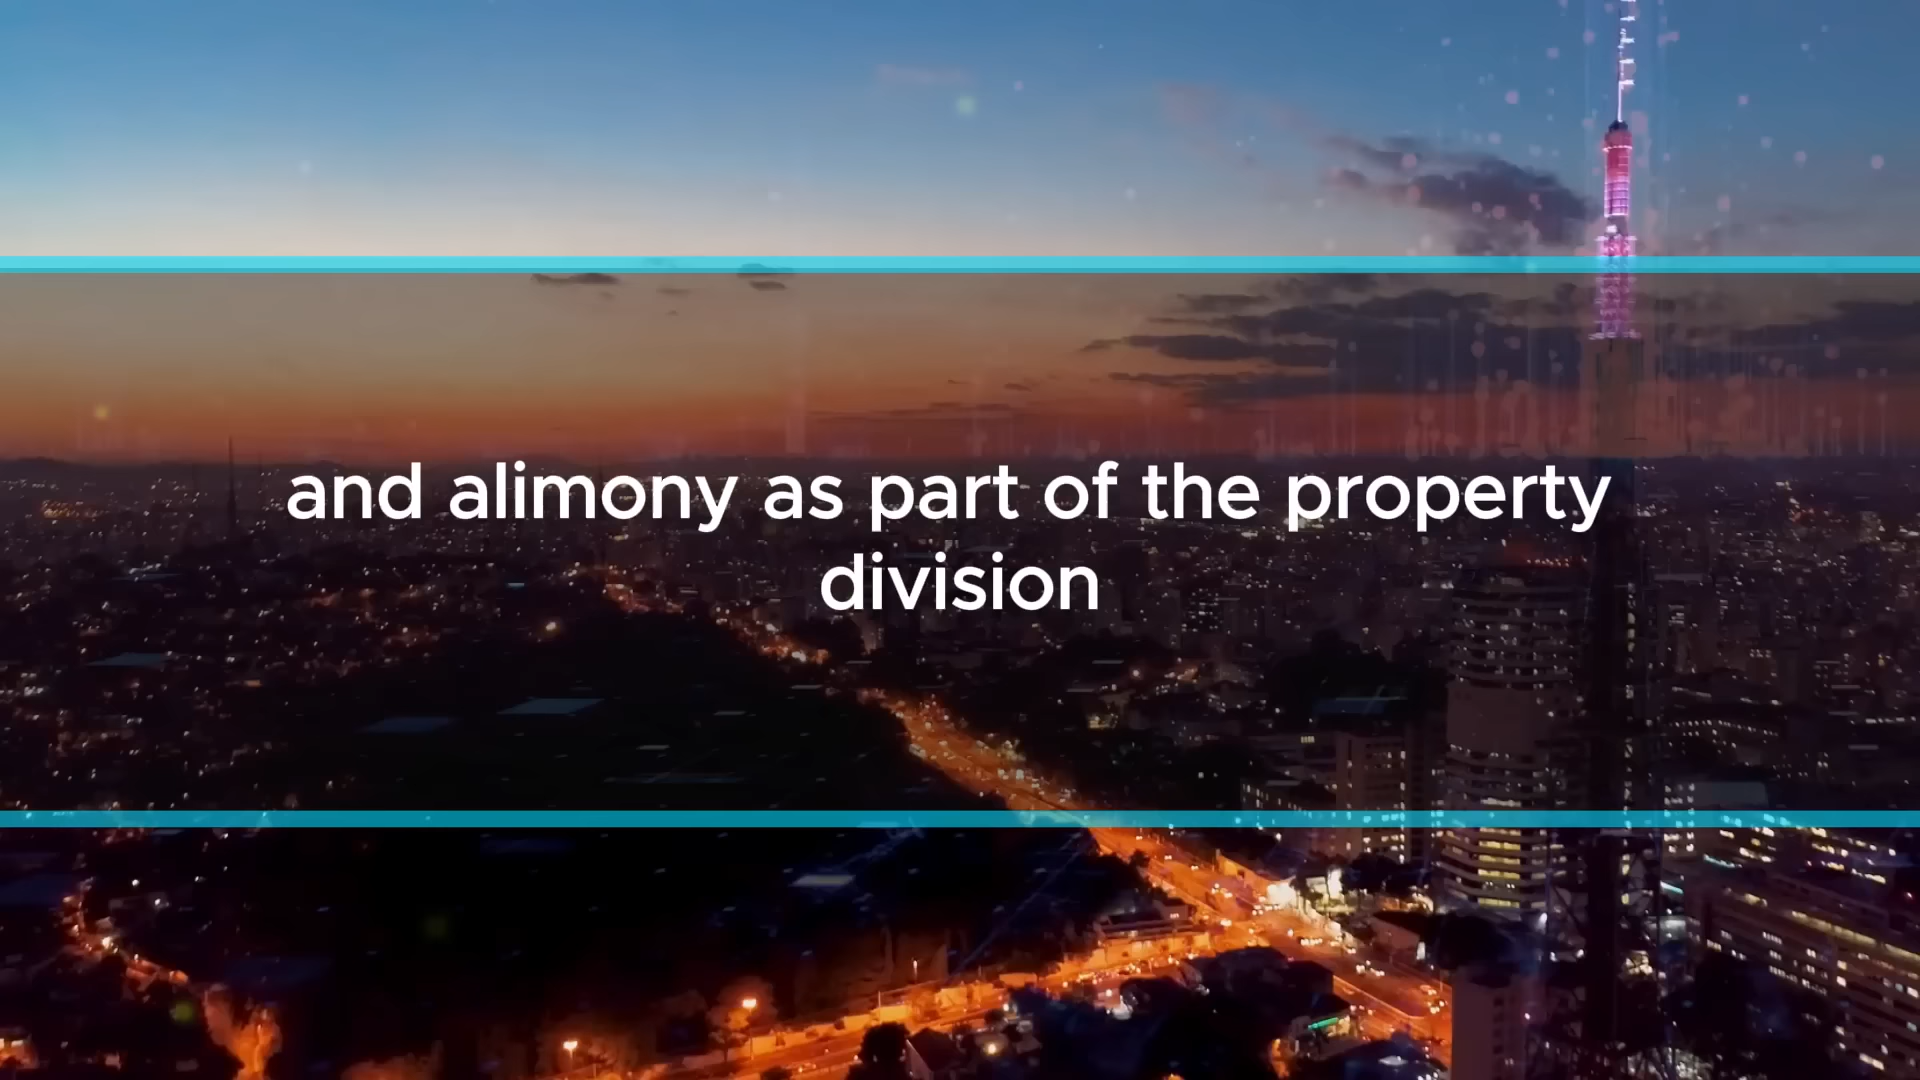 and alimony as part of the property
division